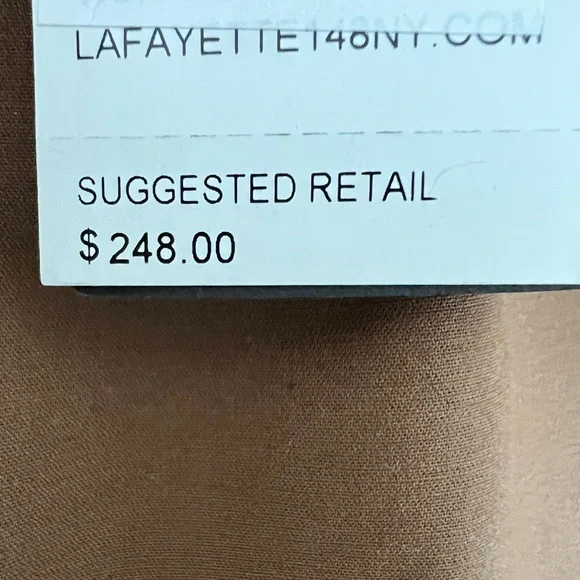 LAFAYETTE148NY.COM
SUGGESTED RETAIL
$ 248.00